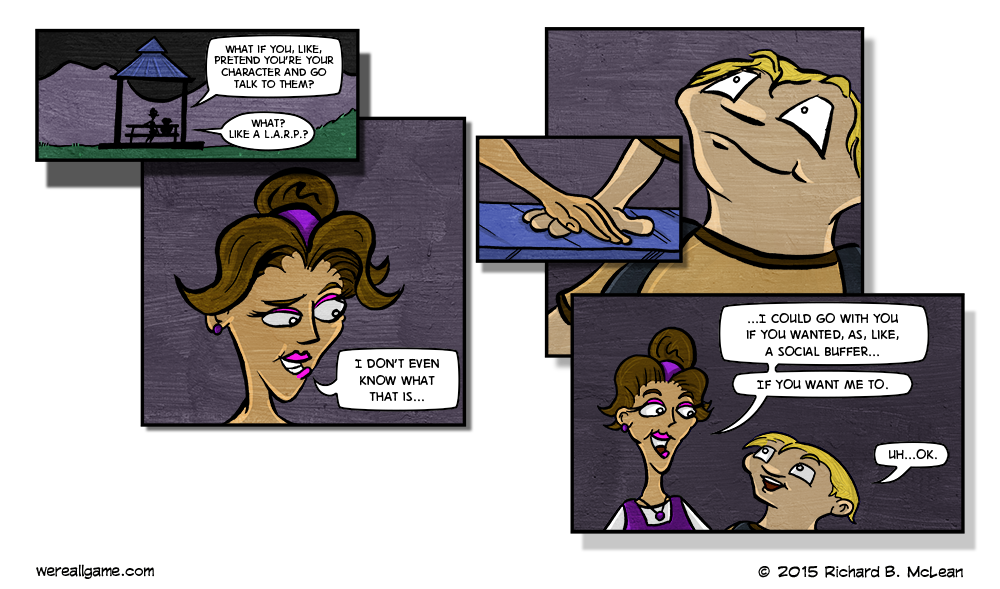 WHAT IF YOU, LIKE,
PRETEND YOU'RE YOUR
CHARACTER AND GO
TALK TO THEM?
WHAT?
LIKE A L.A.R.P.?
I DON'T EVEN
KNOW WHAT
THAT IS...
...I COULD GO WITH YOU
IF YOU WANTED, AS, LIKE,
A SOCIAL BUFFER...
IF YOU WANT ME TO.
UH...OK.
wereallgame.com
© 2015 Richard B. McLean